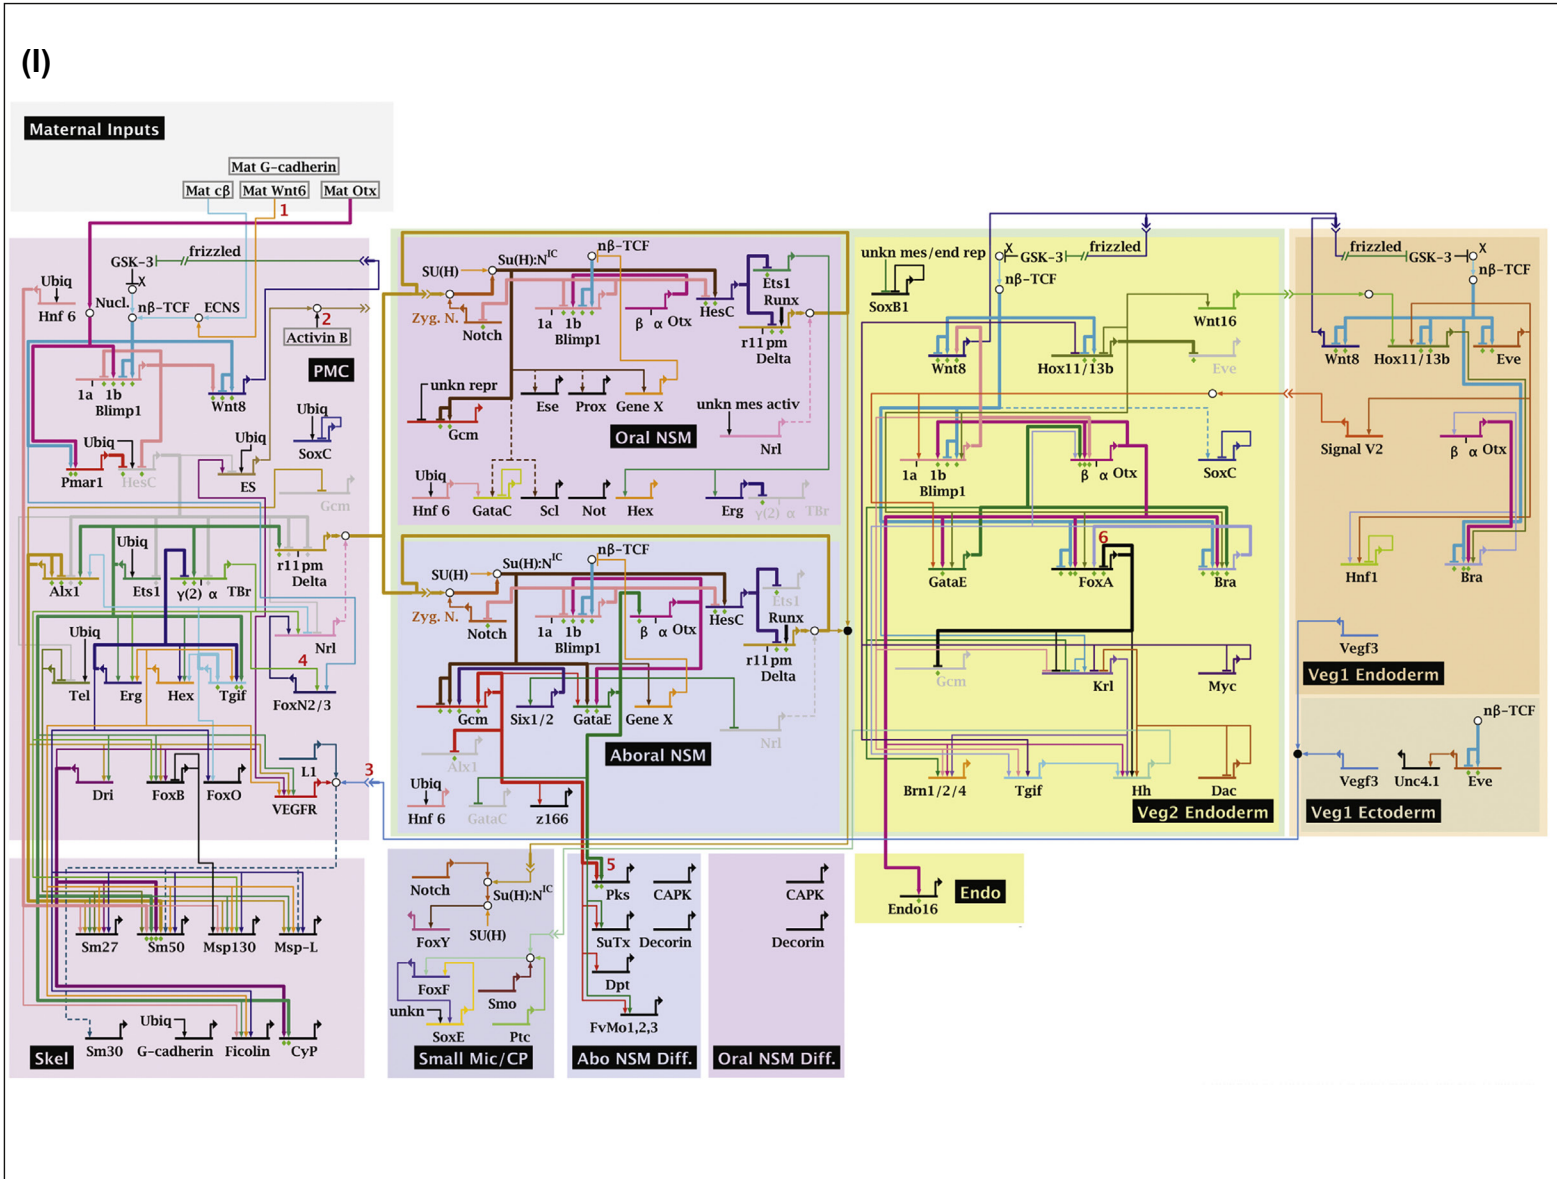 (I)
Maternal Inputs
Mat G-cadherin
Mat cβ
Mat Wnt6
Mat Otx
1
frizzled
GSK-3
X
Ubiq
Hnf 6
Nucl.
nβ-TCF
ECNS
2
Activin B
PMC
1a
1b
Blimp1
Wnt8
Ubiq
SoxC
Ubiq
Pmar1
HesC
Ubiq
ES
Gcm
Ubiq
Alx1
Ets1
γ(2)
α
TBr
r11
pm
Delta
Nrl
Ubiq
4
Tel
Erg
Hex
Tgif
FoxN2/3
L1
3
Dri
FoxB
FoxO
VEGFR
Sm27
Sm50
Msp130
Msp-L
Ubiq
Sm30
G-cadherin
Ficolin
CyP
Skel
SU(H)
Su(H):N^IC
nβ-TCF
Zyg. N.
Notch
1a
1b
Blimp1
β
α
Otx
HesC
Ets1
Runx
r11
pm
Delta
unkn repr
Gcm
Ese
Prox
Gene X
unkn mes activ
Nrl
Oral NSM
Ubiq
Hnf 6
GataC
Scl
Not
Hex
Erg
γ(2)
α
TBr
SU(H)
Su(H):N^IC
nβ-TCF
Zyg. N.
Notch
1a
1b
Blimp1
β
α
Otx
HesC
Ets1
Runx
r11
pm
Delta
Gcm
Six1/2
GataE
Gene X
Nrl
Alx1
Aboral NSM
Ubiq
Hnf 6
GataC
z166
Notch
Su(H):N^IC
FoxY
SU(H)
FoxF
Smo
unkn
SoxE
Ptc
Small Mic/CP
5
Pks
CAPK
SuTx
Decorin
Dpt
FvMo1,2,3
Abo NSM Diff.
CAPK
Decorin
Oral NSM Diff.
unkn mes/end rep
SoxB1
X
GSK-3
frizzled
nβ-TCF
Wnt16
Wnt8
Hox11/13b
Eve
1a
1b
Blimp1
β
α
Otx
SoxC
6
GataE
FoxA
Bra
Gcm
Krl
Myc
Brn1/2/4
Tgif
Hh
Dac
Veg2 Endoderm
Endo16
Endo
frizzled
GSK-3
X
nβ-TCF
Wnt8
Hox11/13b
Eve
Signal V2
β
α
Otx
Hnf1
Bra
Vegf3
Veg1 Endoderm
nβ-TCF
Vegf3
Unc4.1
Eve
Veg1 Ectoderm